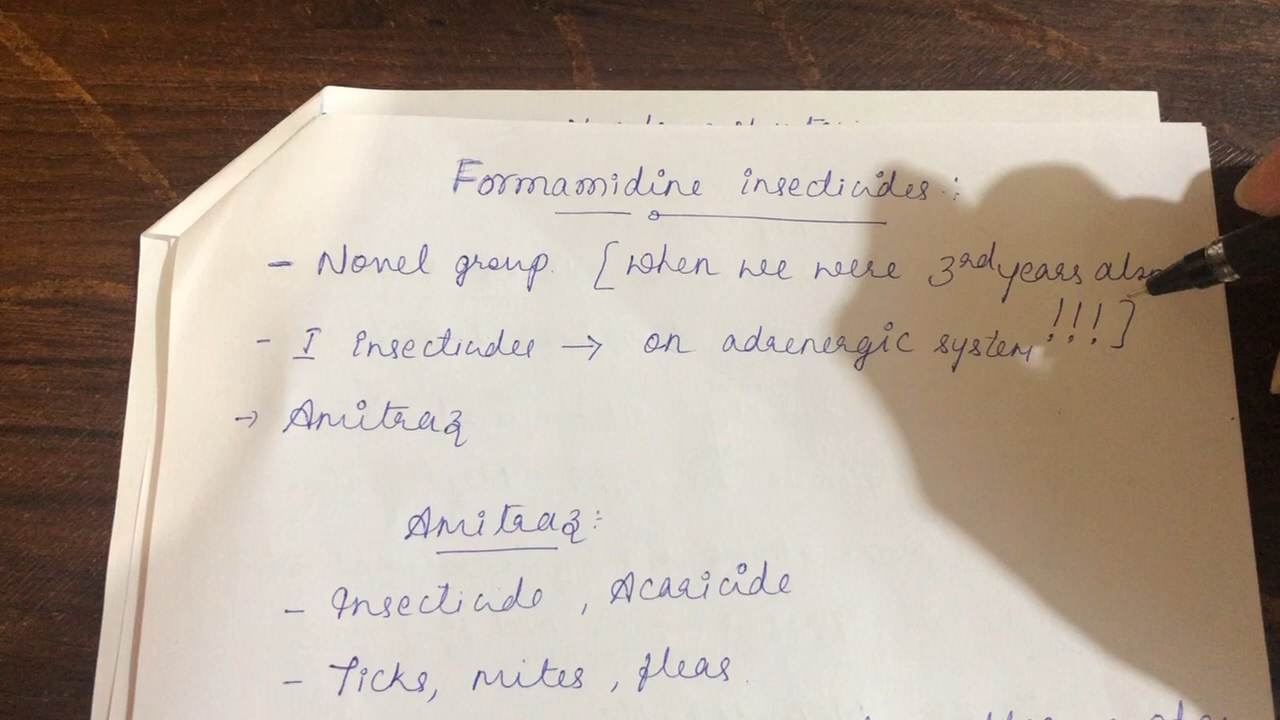 Formamidine insecticides :
- Novel group. [when we were 3rd years also !!!]
- I Insecticides → on adrenergic system
→ Amitraz
Amitraz :
- Insecticide , Acaricide
- Ticks, mites , fleas.